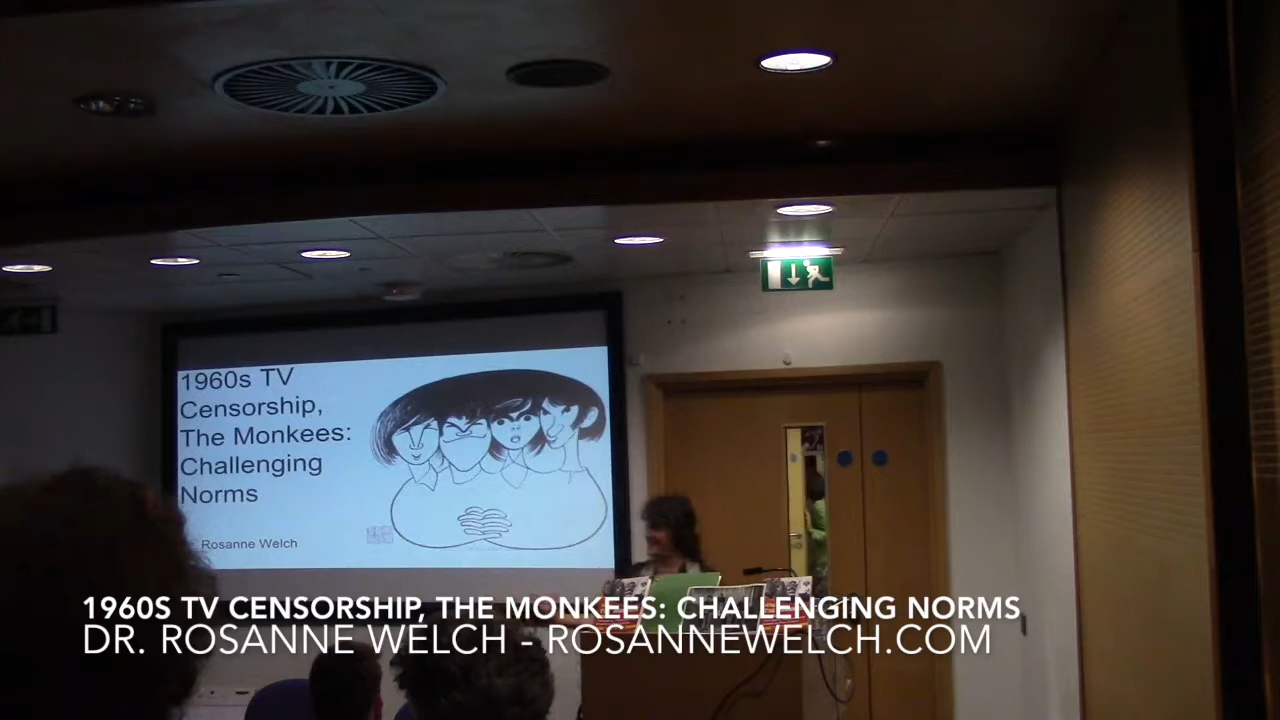 1960s TV
Censorship,
The Monkees:
Challenging
Norms
Rosanne Welch
1960S TV CENSORSHIP, THE MONKEES: CHALLENGING NORMS
DR. ROSANNE WELCH - ROSANNEWELCH.COM